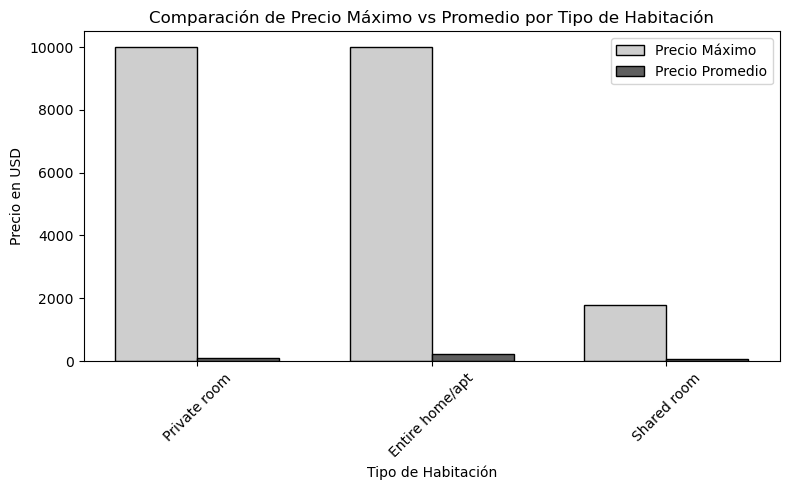 Comparación de Precio Máximo vs Promedio por Tipo de Habitación
Precio Máximo
Precio Promedio
Precio en USD
10000
8000
6000
4000
2000
0
Private room
Entire home/apt
Shared room
Tipo de Habitación